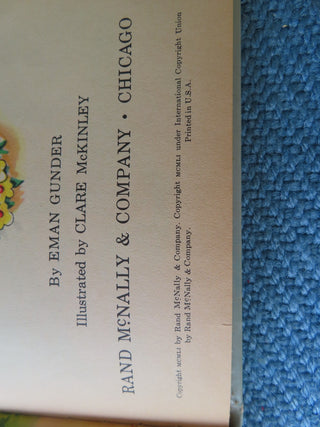 By EMAN GUNDER
Illustrated by CLARE McKINLEY
RAND McNALLY & COMPANY • CHICAGO
Copyright MCMLI by Rand McNally & Company. Copyright MCMLI under International Copyright Union
by Rand McNally & Company. Printed in U.S.A.